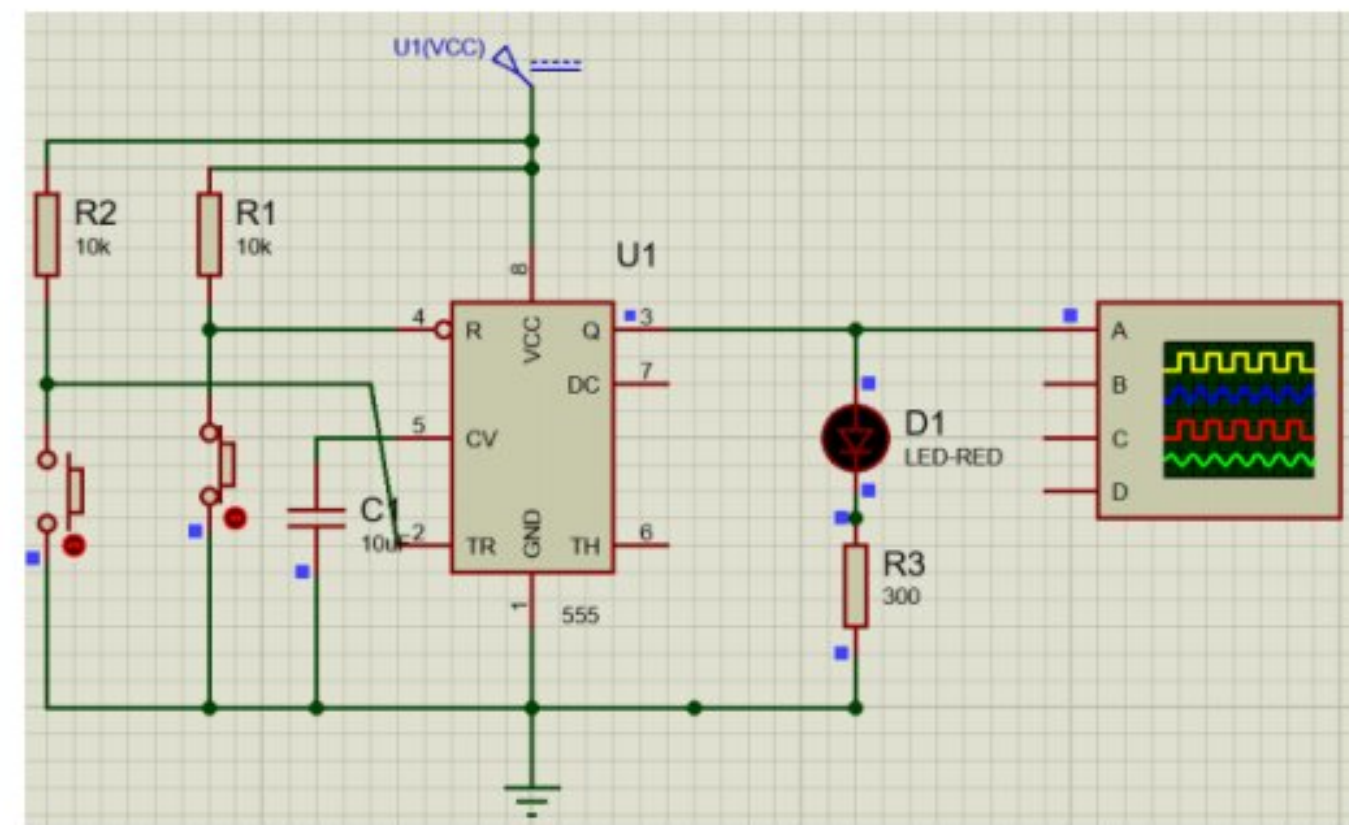 U1(VCC)
R2
10k
R1
10k
U1
8
VCC
4
R
Q
3
DC
7
5
CV
C1
10uF
2
TR
GND
TH
6
1
555
D1
LED-RED
R3
300
A
B
C
D